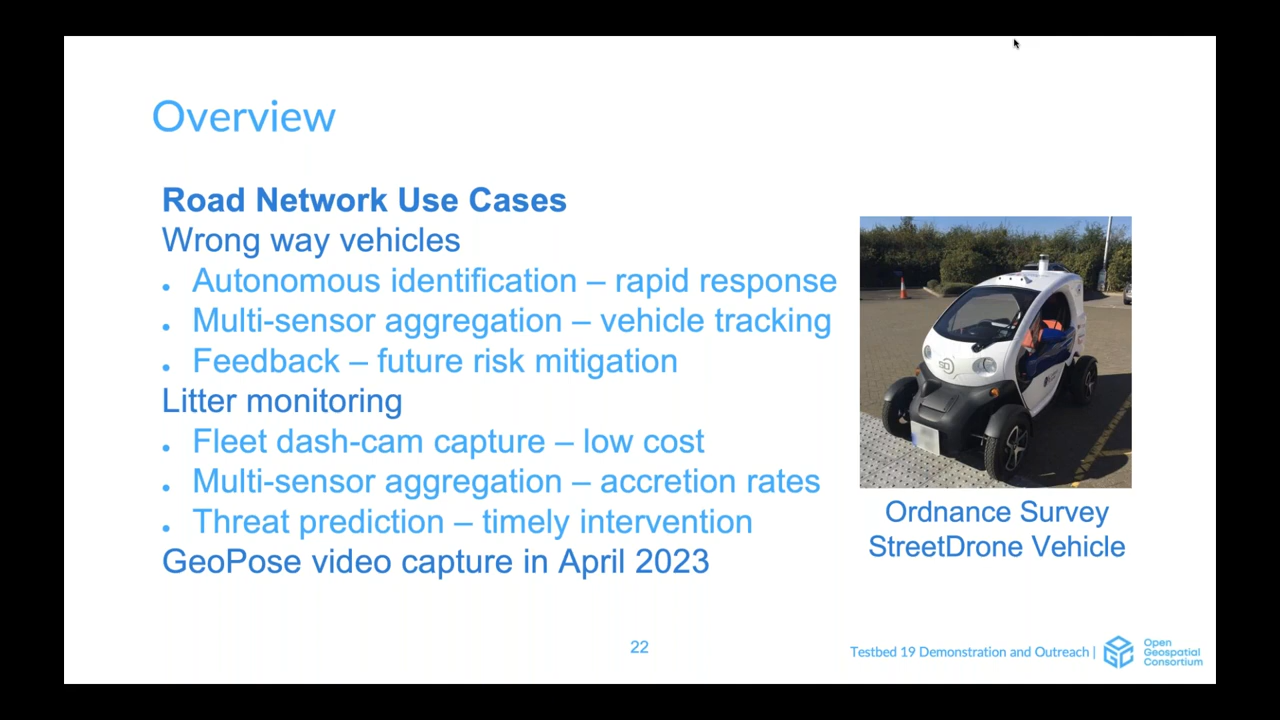 Overview
Road Network Use Cases
Wrong way vehicles
• Autonomous identification – rapid response
• Multi-sensor aggregation – vehicle tracking
• Feedback – future risk mitigation
Litter monitoring
• Fleet dash-cam capture – low cost
• Multi-sensor aggregation – accretion rates
• Threat prediction – timely intervention
GeoPose video capture in April 2023
Ordnance Survey
StreetDrone Vehicle
22
Testbed 19 Demonstration and Outreach |
Open
Geospatial
Consortium